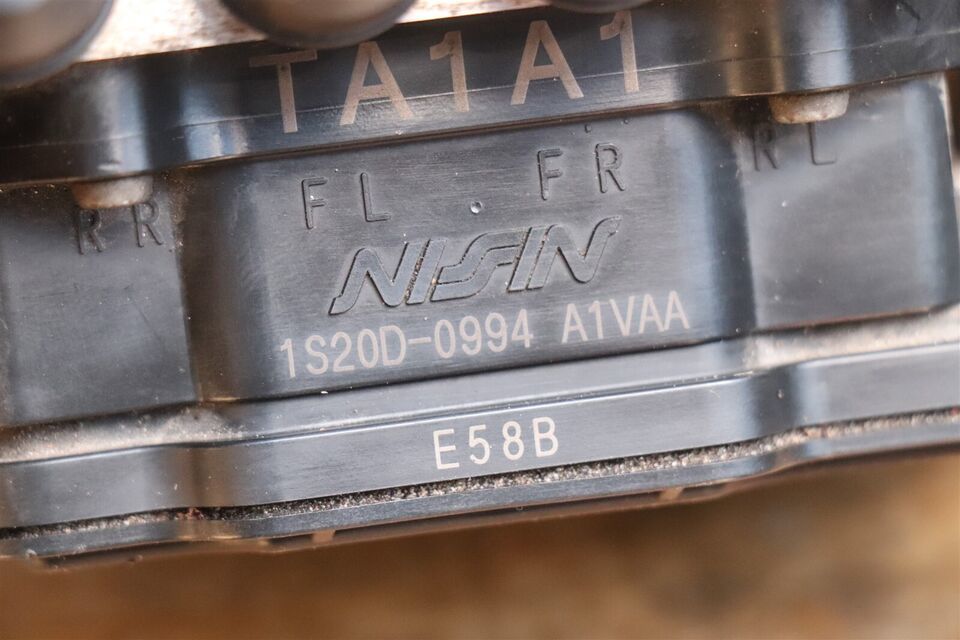 TA1A1
RR FL FR RL
NISSIN
1S20D-0994 A1VAA
E58B